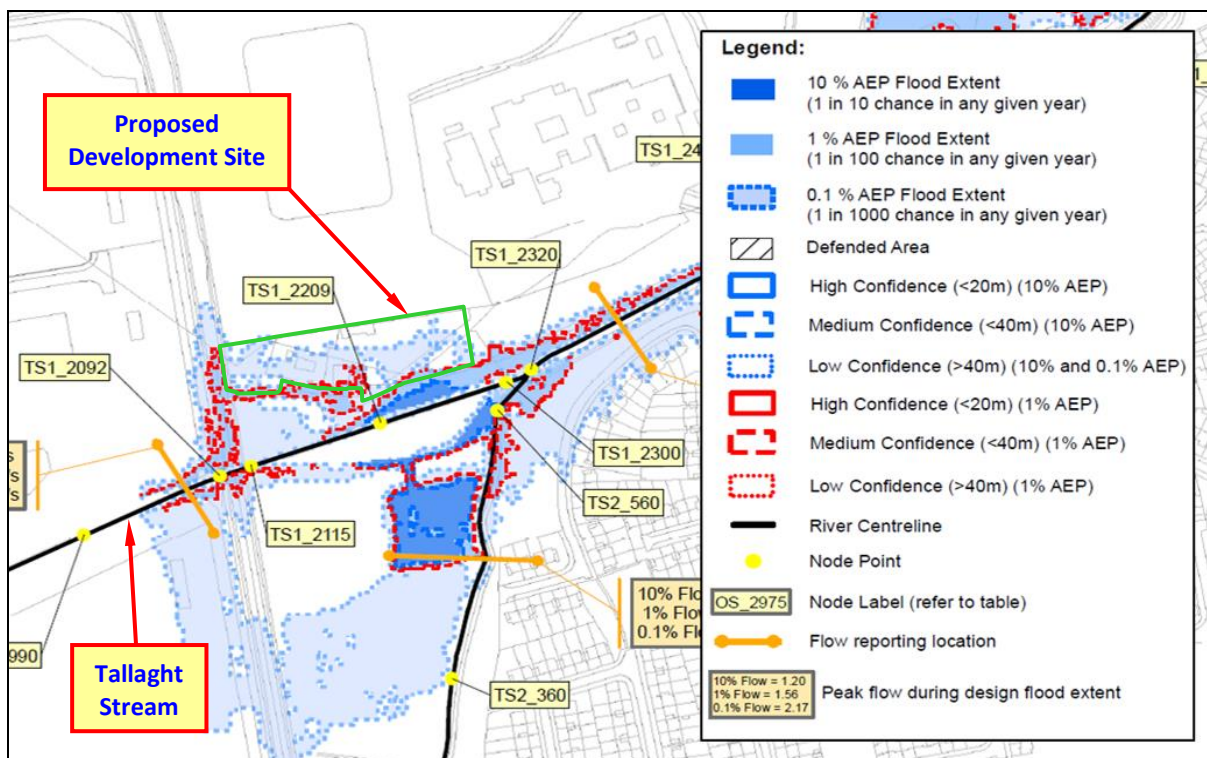 Proposed
Development Site
TS1_2209
TS1_2092
TS1_2320
TS1_24
TS1_2300
TS2_560
TS1_2115
990
Tallaght
Stream
TS2_360
s
/s
/s
10% Flo
1% Flow
0.1% Fl
1_
Legend:
10 % AEP Flood Extent
(1 in 10 chance in any given year)
1 % AEP Flood Extent
(1 in 100 chance in any given year)
0.1 % AEP Flood Extent
(1 in 1000 chance in any given year)
Defended Area
High Confidence (<20m) (10% AEP)
Medium Confidence (<40m) (10% AEP)
Low Confidence (>40m) (10% and 0.1% AEP)
High Confidence (<20m) (1% AEP)
Medium Confidence (<40m) (1% AEP)
Low Confidence (>40m) (1% AEP)
River Centreline
Node Point
OS_2975 Node Label (refer to table)
Flow reporting location
10% Flow = 1.20
1% Flow = 1.56
0.1% Flow = 2.17
Peak flow during design flood extent